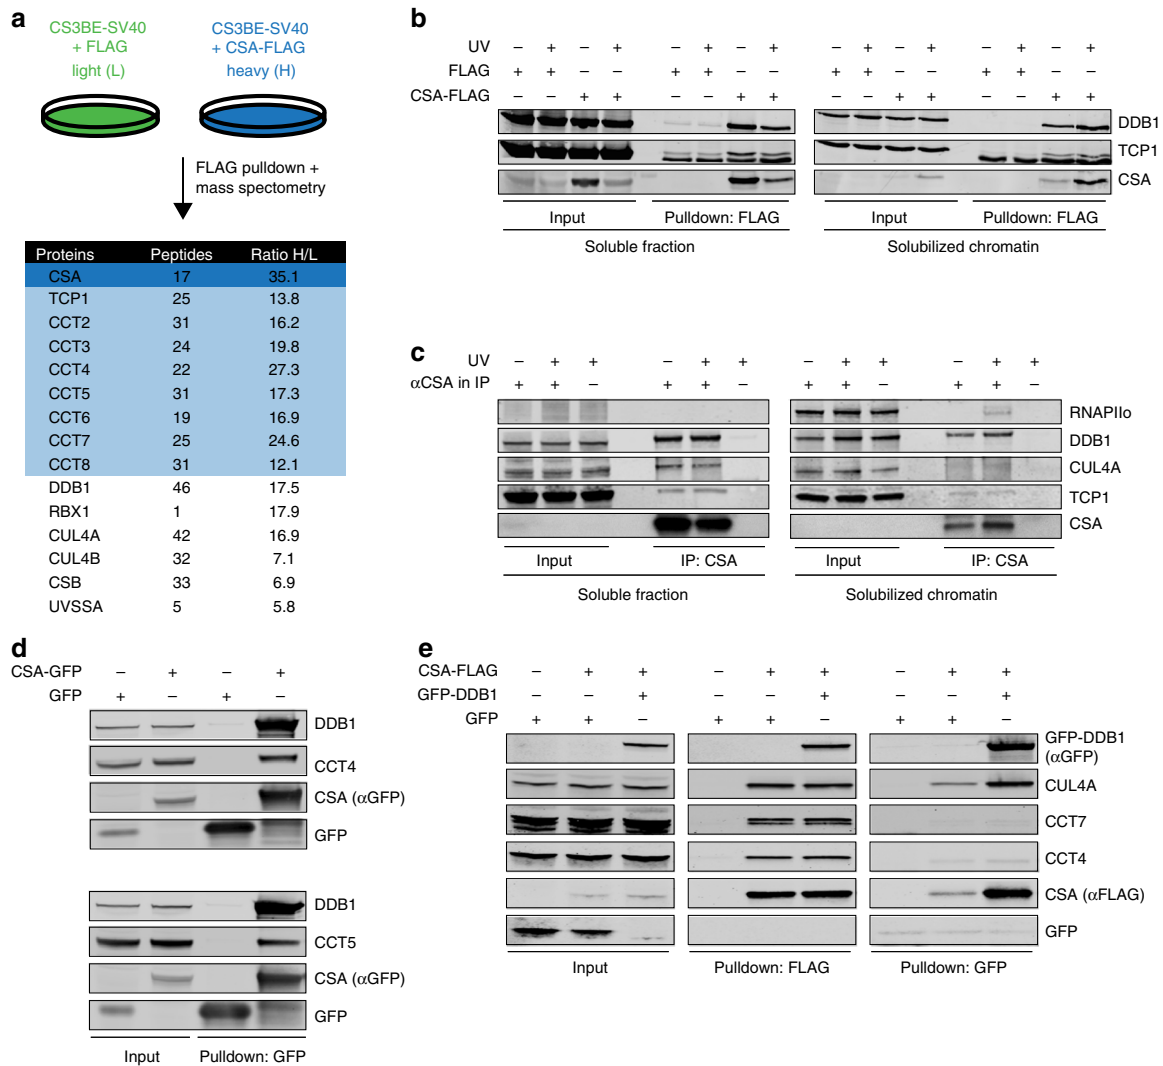 a
CS3BE-SV40
+ FLAG
light (L)
CS3BE-SV40
+ CSA-FLAG
heavy (H)
FLAG pulldown +
mass spectometry
Proteins Peptides Ratio H/L
CSA 17 35.1
TCP1 25 13.8
CCT2 31 16.2
CCT3 24 19.8
CCT4 22 27.3
CCT5 31 17.3
CCT6 19 16.9
CCT7 25 24.6
CCT8 31 12.1
DDB1 46 17.5
RBX1 1 17.9
CUL4A 42 16.9
CUL4B 32 7.1
CSB 33 6.9
UVSSA 5 5.8
b
UV – + – + – + – + – + – + – + – +
FLAG + + – – + + – – + + – – + + – –
CSA-FLAG – – + + – – + + – – + + – – + +
DDB1
TCP1
CSA
Input Pulldown: FLAG Input Pulldown: FLAG
Soluble fraction Solubilized chromatin
c
UV – + + – + + – + + – + +
αCSA in IP + + – + + – + + – + + –
RNAPIIo
DDB1
CUL4A
TCP1
CSA
Input IP: CSA Input IP: CSA
Soluble fraction Solubilized chromatin
d
CSA-GFP – + – +
GFP + – + –
DDB1
CCT4
CSA (αGFP)
GFP
DDB1
CCT5
CSA (αGFP)
GFP
Input Pulldown: GFP
e
CSA-FLAG – + + – + + – + +
GFP-DDB1 – – + – – + – – +
GFP + + – + + – + + –
GFP-DDB1
(αGFP)
CUL4A
CCT7
CCT4
CSA (αFLAG)
GFP
Input Pulldown: FLAG Pulldown: GFP